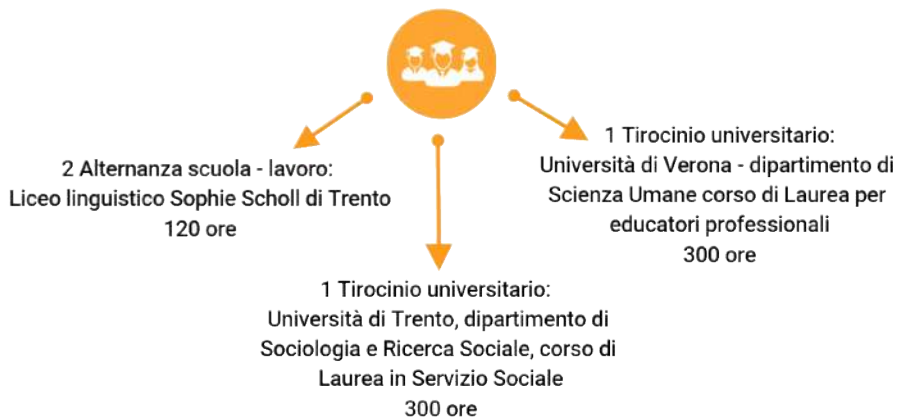 2 Alternanza scuola - lavoro:
Liceo linguistico Sophie Scholl di Trento
120 ore
1 Tirocinio universitario:
Università di Trento, dipartimento di
Sociologia e Ricerca Sociale, corso di
Laurea in Servizio Sociale
300 ore
1 Tirocinio universitario:
Università di Verona - dipartimento di
Scienza Umane corso di Laurea per
educatori professionali
300 ore